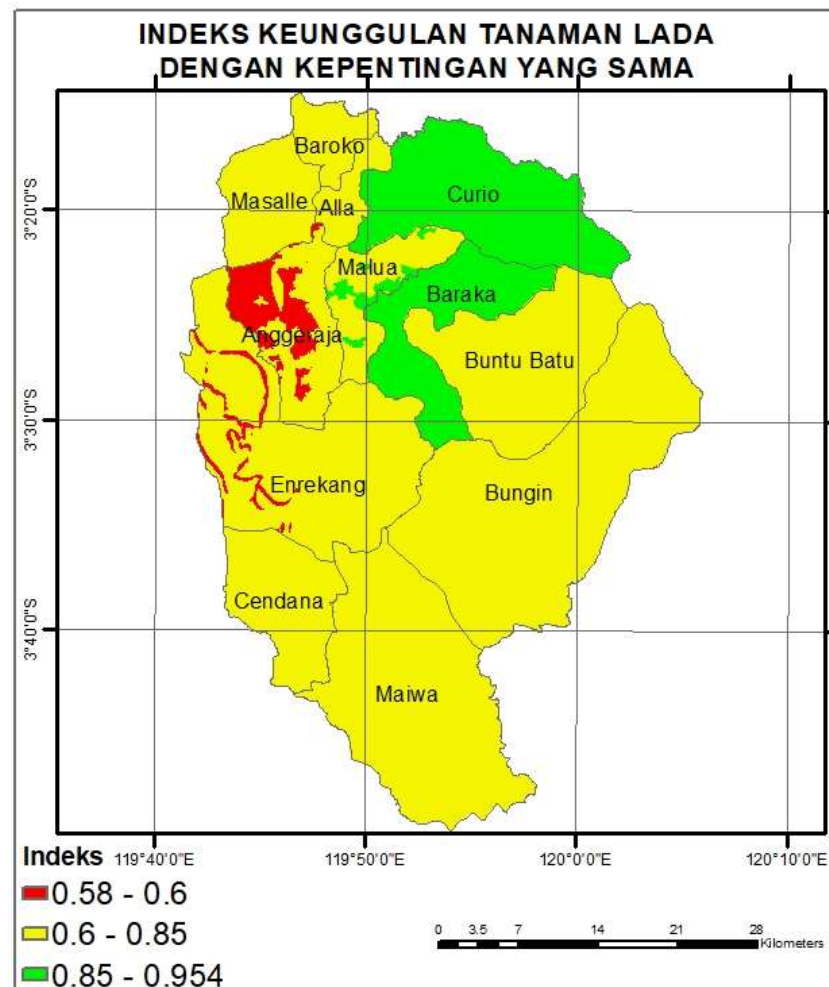 INDEKS KEUNGGULAN TANAMAN LADA
DENGAN KEPENTINGAN YANG SAMA
Baroko
Masalle
Alla
Curio
3°20'0"S
Malua
Baraka
Anggeraja
Buntu Batu
3°30'0"S
Enrekang
Bungin
Cendana
3°40'0"S
Maiwa
119°40'0"E
119°50'0"E
120°0'0"E
120°10'0"E
Indeks
0.58 - 0.6
0.6 - 0.85
0.85 - 0.954
0 3.5 7 14 21 28
Kilometers